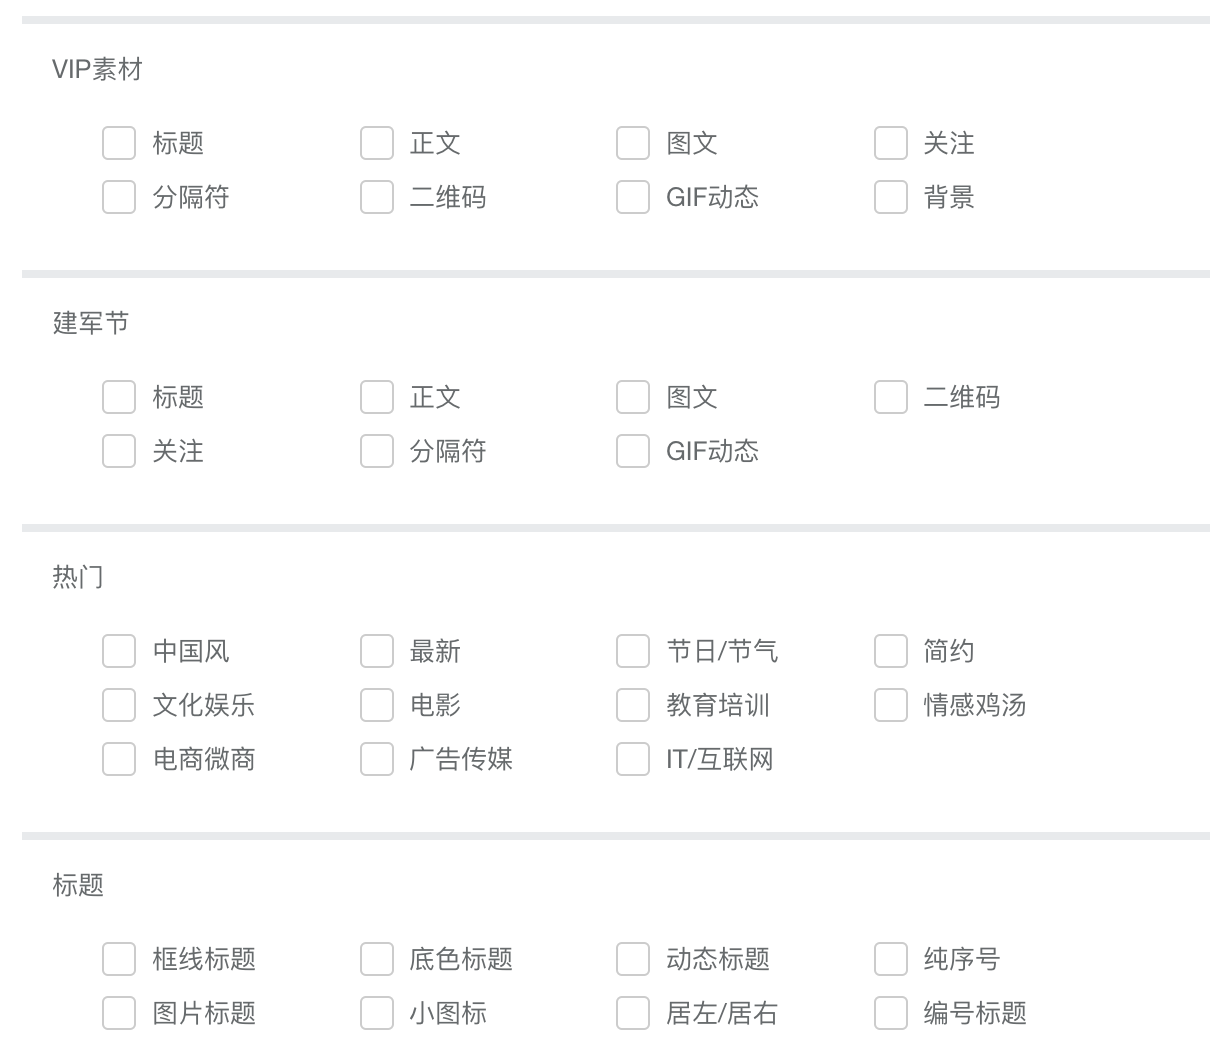 VIP素材
标题 正文 图文 关注
分隔符 二维码 GIF动态 背景
建军节
标题 正文 图文 二维码
关注 分隔符 GIF动态
热门
中国风 最新 节日/节气 简约
文化娱乐 电影 教育培训 情感鸡汤
电商微商 广告传媒 IT/互联网
标题
框线标题 底色标题 动态标题 纯序号
图片标题 小图标 居左/居右 编号标题